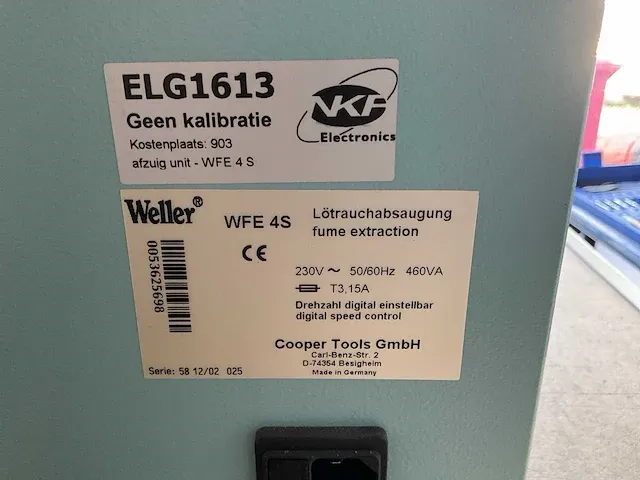 ELG1613
Geen kalibratie
Kostenplaats: 903
afzuig unit - WFE 4 S
NKF
Electronics
Weller®
WFE 4S
Lötrauchabsaugung
fume extraction
CE
0053625698
230V ~ 50/60Hz 460VA
T3,15A
Drehzahl digital einstellbar
digital speed control
Cooper Tools GmbH
Carl-Benz-Str. 2
D-74354 Besigheim
Made in Germany
Serie: 58 12/02 025